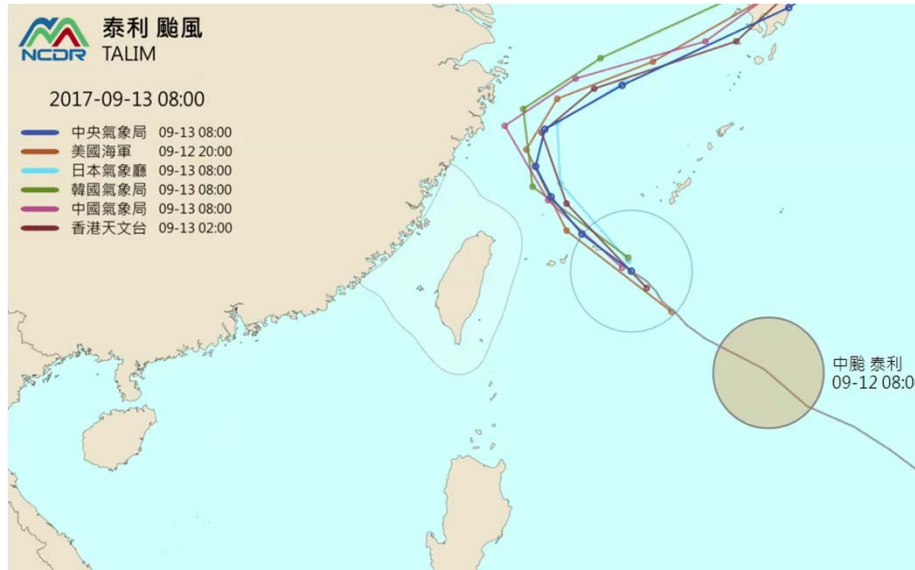 NCDR
泰利 颱風
TALIM
2017-09-13 08:00
中央氣象局 09-13 08:00
美國海軍 09-12 20:00
日本氣象廳 09-13 08:00
韓國氣象局 09-13 08:00
中國氣象局 09-13 08:00
香港天文台 09-13 02:00
中颱 泰利
09-12 08:0